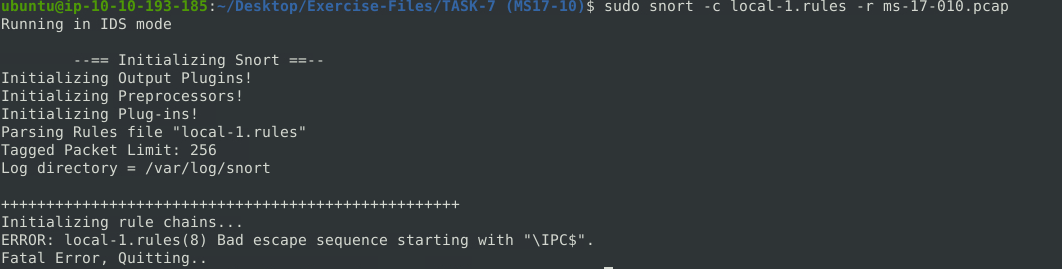 ubuntu@ip-10-10-193-185:~/Desktop/Exercise-Files/TASK-7 (MS17-10)$ sudo snort -c local-1.rules -r ms-17-010.pcap
Running in IDS mode
--== Initializing Snort ==--
Initializing Output Plugins!
Initializing Preprocessors!
Initializing Plug-ins!
Parsing Rules file "local-1.rules"
Tagged Packet Limit: 256
Log directory = /var/log/snort
+++++++++++++++++++++++++++++++++++++++++++++++++++
Initializing rule chains...
ERROR: local-1.rules(8) Bad escape sequence starting with "\IPC$".
Fatal Error, Quitting..